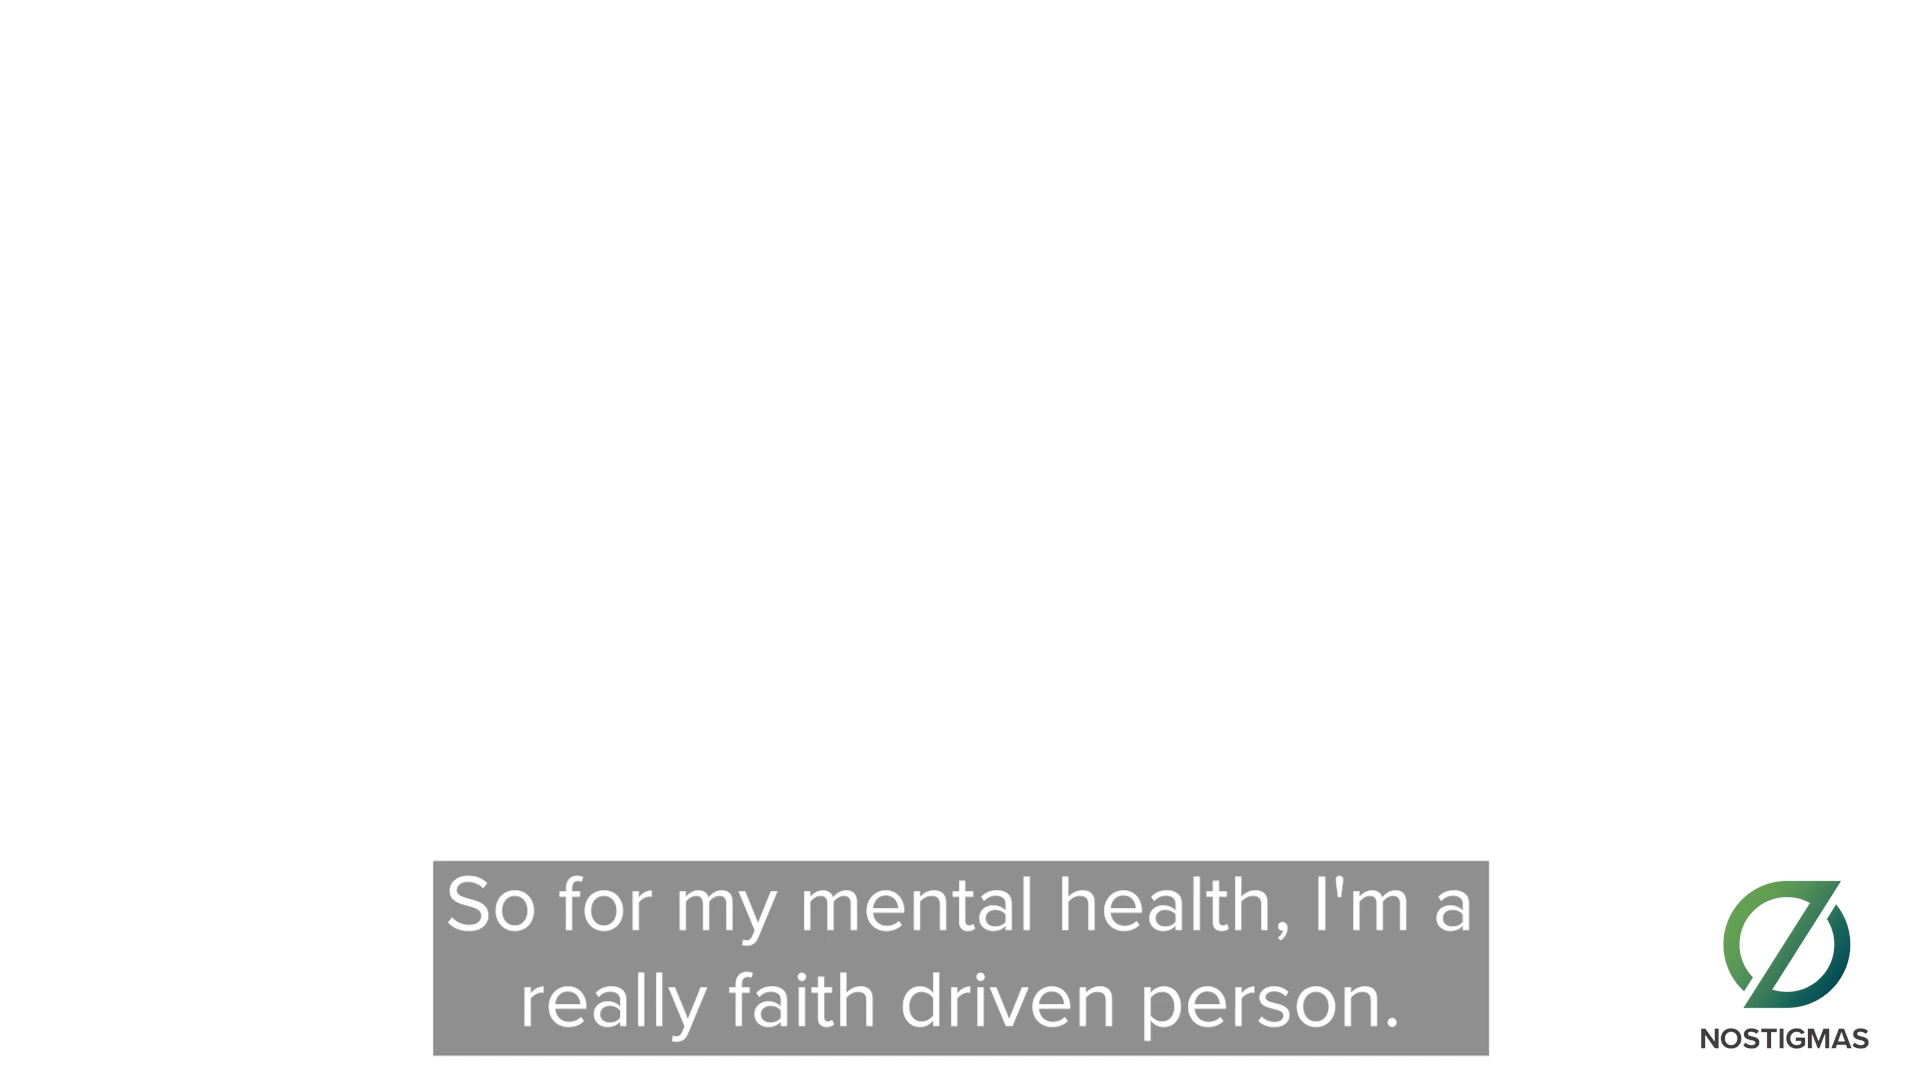 So for my mental health, I'm a
really faith driven person.
NOSTIGMAS